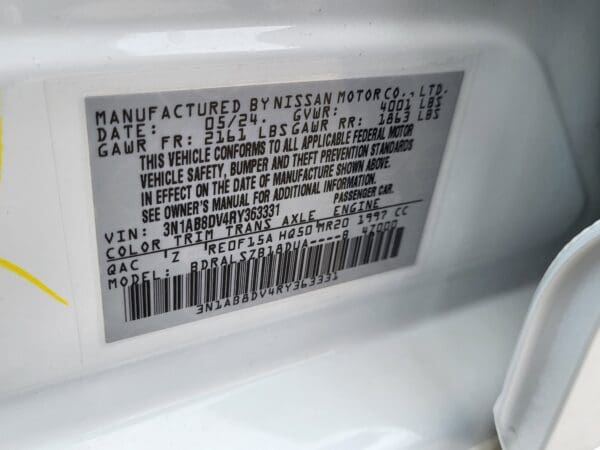 MANUFACTURED BY NISSAN MOTOR CO., LTD.
DATE: 05/24. GVWR: 4001 LBS
GAWR FR: 2161 LBS GAWR RR: 1863 LBS
THIS VEHICLE CONFORMS TO ALL APPLICABLE FEDERAL MOTOR
VEHICLE SAFETY, BUMPER AND THEFT PREVENTION STANDARDS
IN EFFECT ON THE DATE OF MANUFACTURE SHOWN ABOVE.
SEE OWNER'S MANUAL FOR ADDITIONAL INFORMATION.
VIN: 3N1AB8DV4RY363331 PASSENGER CAR.
COLOR TRIM TRANS AXLE ENGINE
QAC Z RE0F15A HQ50 MR20 1997 CC
MODEL: BDRALSZB18DUA----B 47000
3N1AB8DV4RY363331